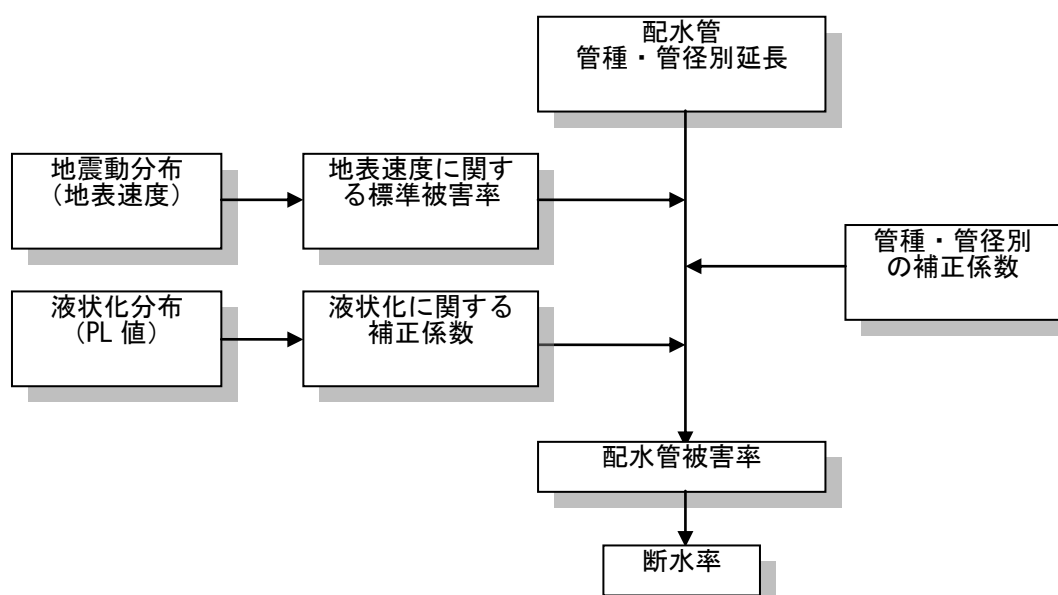 配水管
管種・管径別延長
地震動分布
（地表速度）
地表速度に関す
る標準被害率
管種・管径別
の補正係数
液状化分布
（PL 値）
液状化に関する
補正係数
配水管被害率
断水率